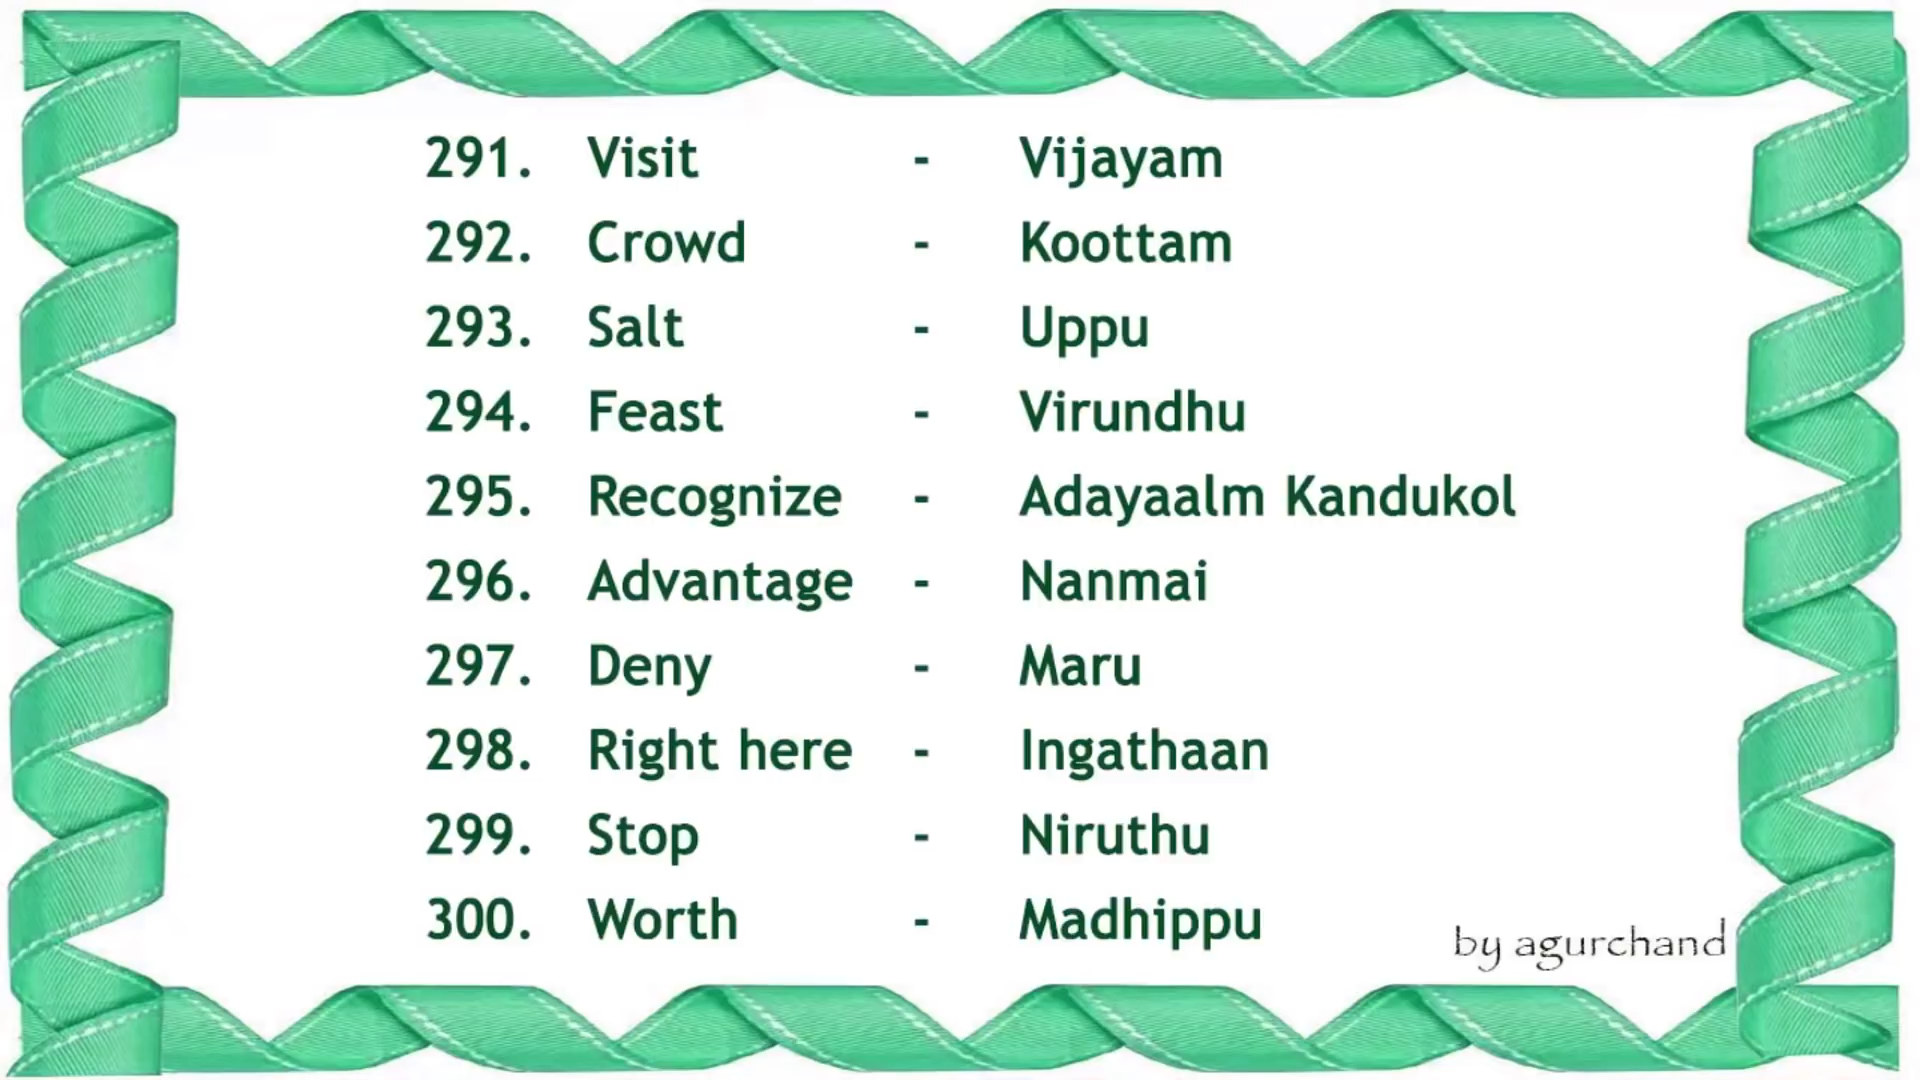 291. Visit - Vijayam
292. Crowd - Koottam
293. Salt - Uppu
294. Feast - Virundhu
295. Recognize - Adayaalm Kandukol
296. Advantage - Nanmai
297. Deny - Maru
298. Right here - Ingathaan
299. Stop - Niruthu
300. Worth - Madhippu
by agurchand